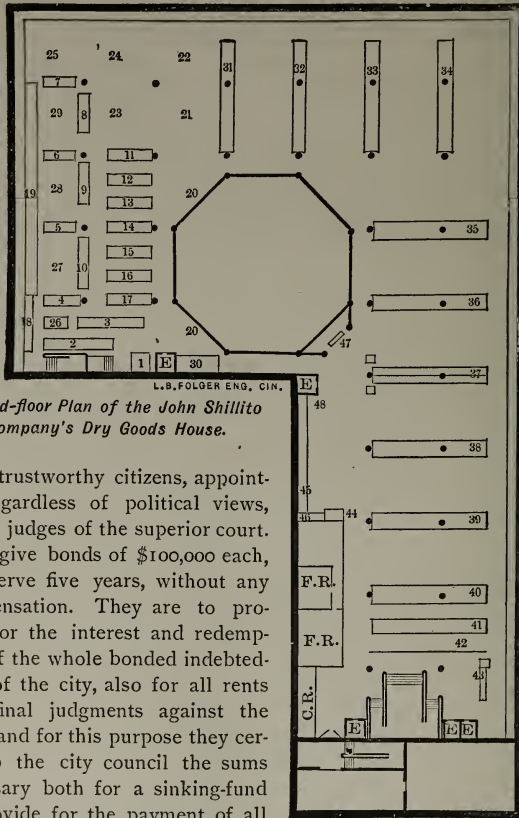 25 24 22
31 32 33 34
7
29 8 23 21
6 11
19 28 9 12 20
13
5 14 35
27 10 15
16
4 17 36
18 26 3 20 47
2
1 E 30 37
L.B.FOLGER ENG. CIN.
E 48
d-floor Plan of the John Shillito
ompany's Dry Goods House.
38
45
46 44 39
F.R.
40
41
F.R. 42
43
C.R.
E E E
trustworthy citizens, appoint-
gardless of political views,
judges of the superior court.
give bonds of $100,000 each,
erve five years, without any
ensation. They are to pro-
or the interest and redemp-
f the whole bonded indebted-
of the city, also for all rents
inal judgments against the
and for this purpose they cer-
o the city council the sums
sary both for a sinking-fund
ovide for the payment of all